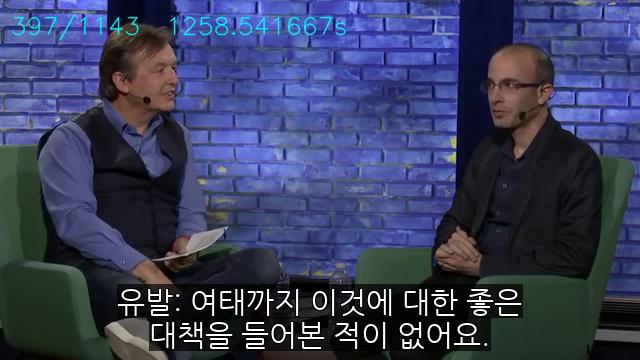 397/1143 1258.541667s
유발: 여태까지 이것에 대한 좋은
대책을 들어본 적이 없어요.